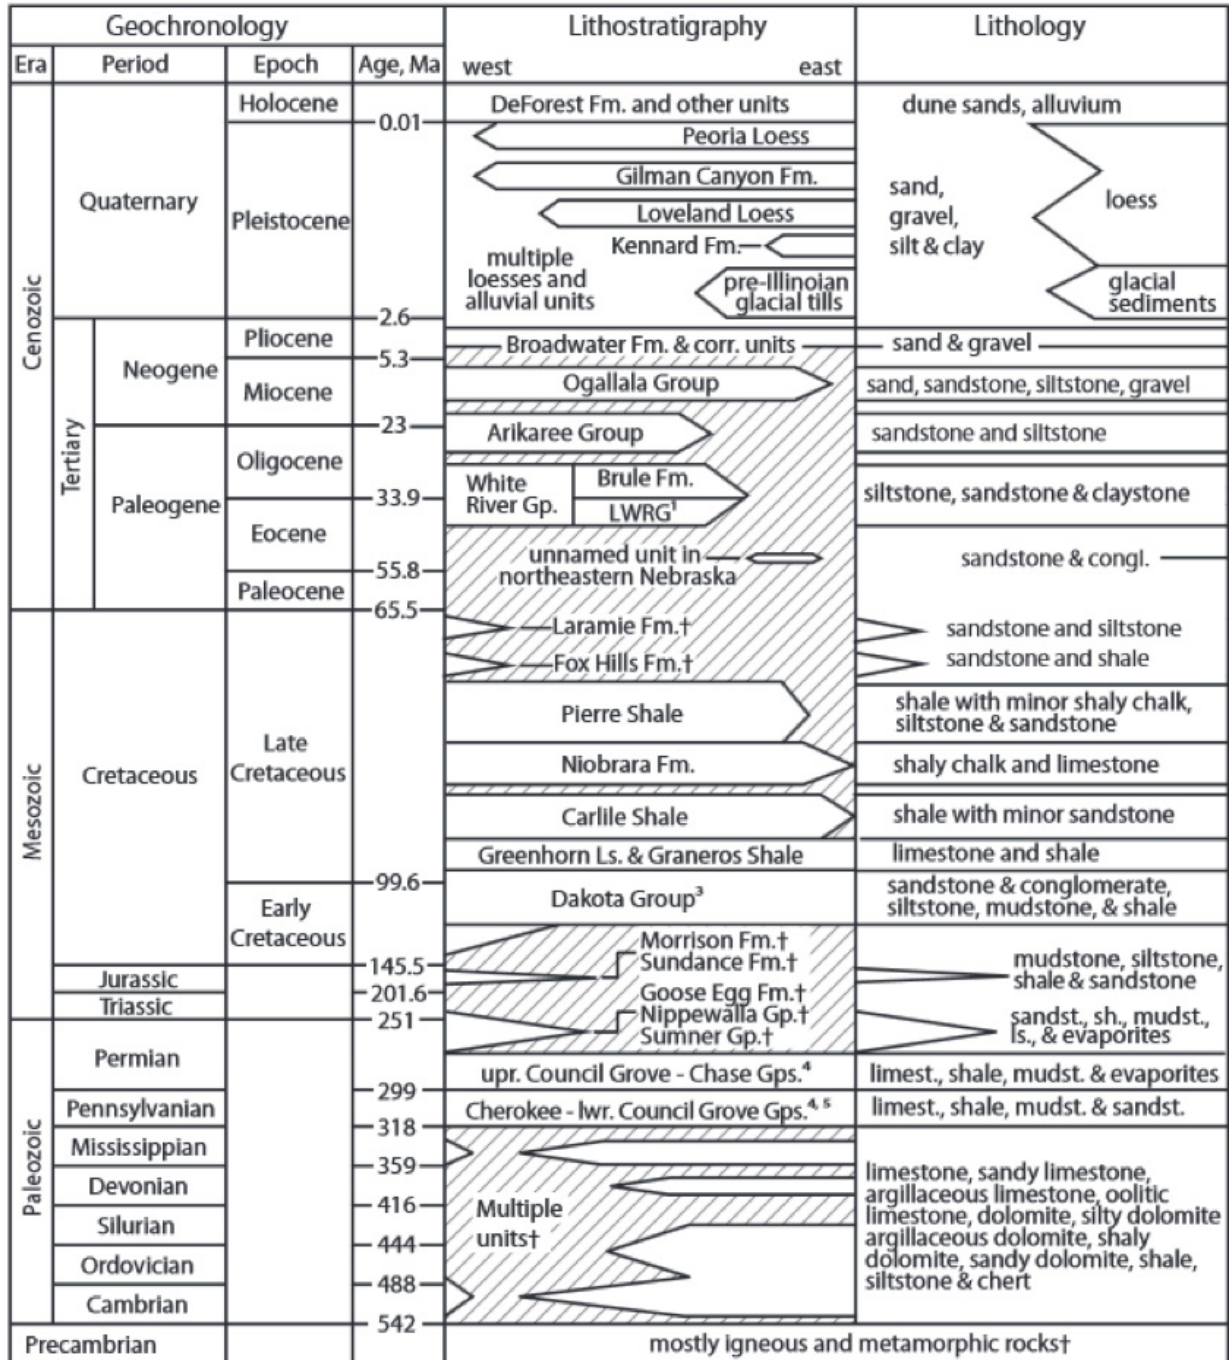 Geochronology
Lithostratigraphy
Lithology
Era
Period
Epoch
Age, Ma
west
east
Cenozoic
Quaternary
Holocene
0.01
DeForest Fm. and other units
dune sands, alluvium
Pleistocene
Peoria Loess
Gilman Canyon Fm.
Loveland Loess
Kennard Fm.
multiple
loesses and
alluvial units
pre-Illinoian
glacial tills
sand,
gravel,
silt & clay
loess
glacial
sediments
2.6
Tertiary
Neogene
Pliocene
Broadwater Fm. & corr. units
sand & gravel
5.3
Miocene
Ogallala Group
sand, sandstone, siltstone, gravel
23
Arikaree Group
sandstone and siltstone
Paleogene
Oligocene
White
River Gp.
Brule Fm.
LWRG¹
siltstone, sandstone & claystone
33.9
Eocene
unnamed unit in
northeastern Nebraska
sandstone & congl.
55.8
Paleocene
65.5
Mesozoic
Cretaceous
Late
Cretaceous
Laramie Fm.†
sandstone and siltstone
Fox Hills Fm.†
sandstone and shale
Pierre Shale
shale with minor shaly chalk,
siltstone & sandstone
Niobrara Fm.
shaly chalk and limestone
Carlile Shale
shale with minor sandstone
Greenhorn Ls. & Graneros Shale
limestone and shale
99.6
Early
Cretaceous
Dakota Group³
sandstone & conglomerate,
siltstone, mudstone, & shale
145.5
Morrison Fm.†
Sundance Fm.†
mudstone, siltstone,
shale & sandstone
Jurassic
201.6
Triassic
Goose Egg Fm.†
Nippewalla Gp.†
Sumner Gp.†
sandst., sh., mudst.,
ls., & evaporites
251
Paleozoic
Permian
upr. Council Grove - Chase Gps.⁴
limest., shale, mudst. & evaporites
299
Pennsylvanian
Cherokee - lwr. Council Grove Gps.⁴, ⁵
limest., shale, mudst. & sandst.
318
Mississippian
359
Devonian
416
Silurian
444
Ordovician
488
Cambrian
542
Multiple
units†
limestone, sandy limestone,
argillaceous limestone, oolitic
limestone, dolomite, silty dolomite
argillaceous dolomite, shaly
dolomite, sandy dolomite, shale,
siltstone & chert
Precambrian
mostly igneous and metamorphic rocks†